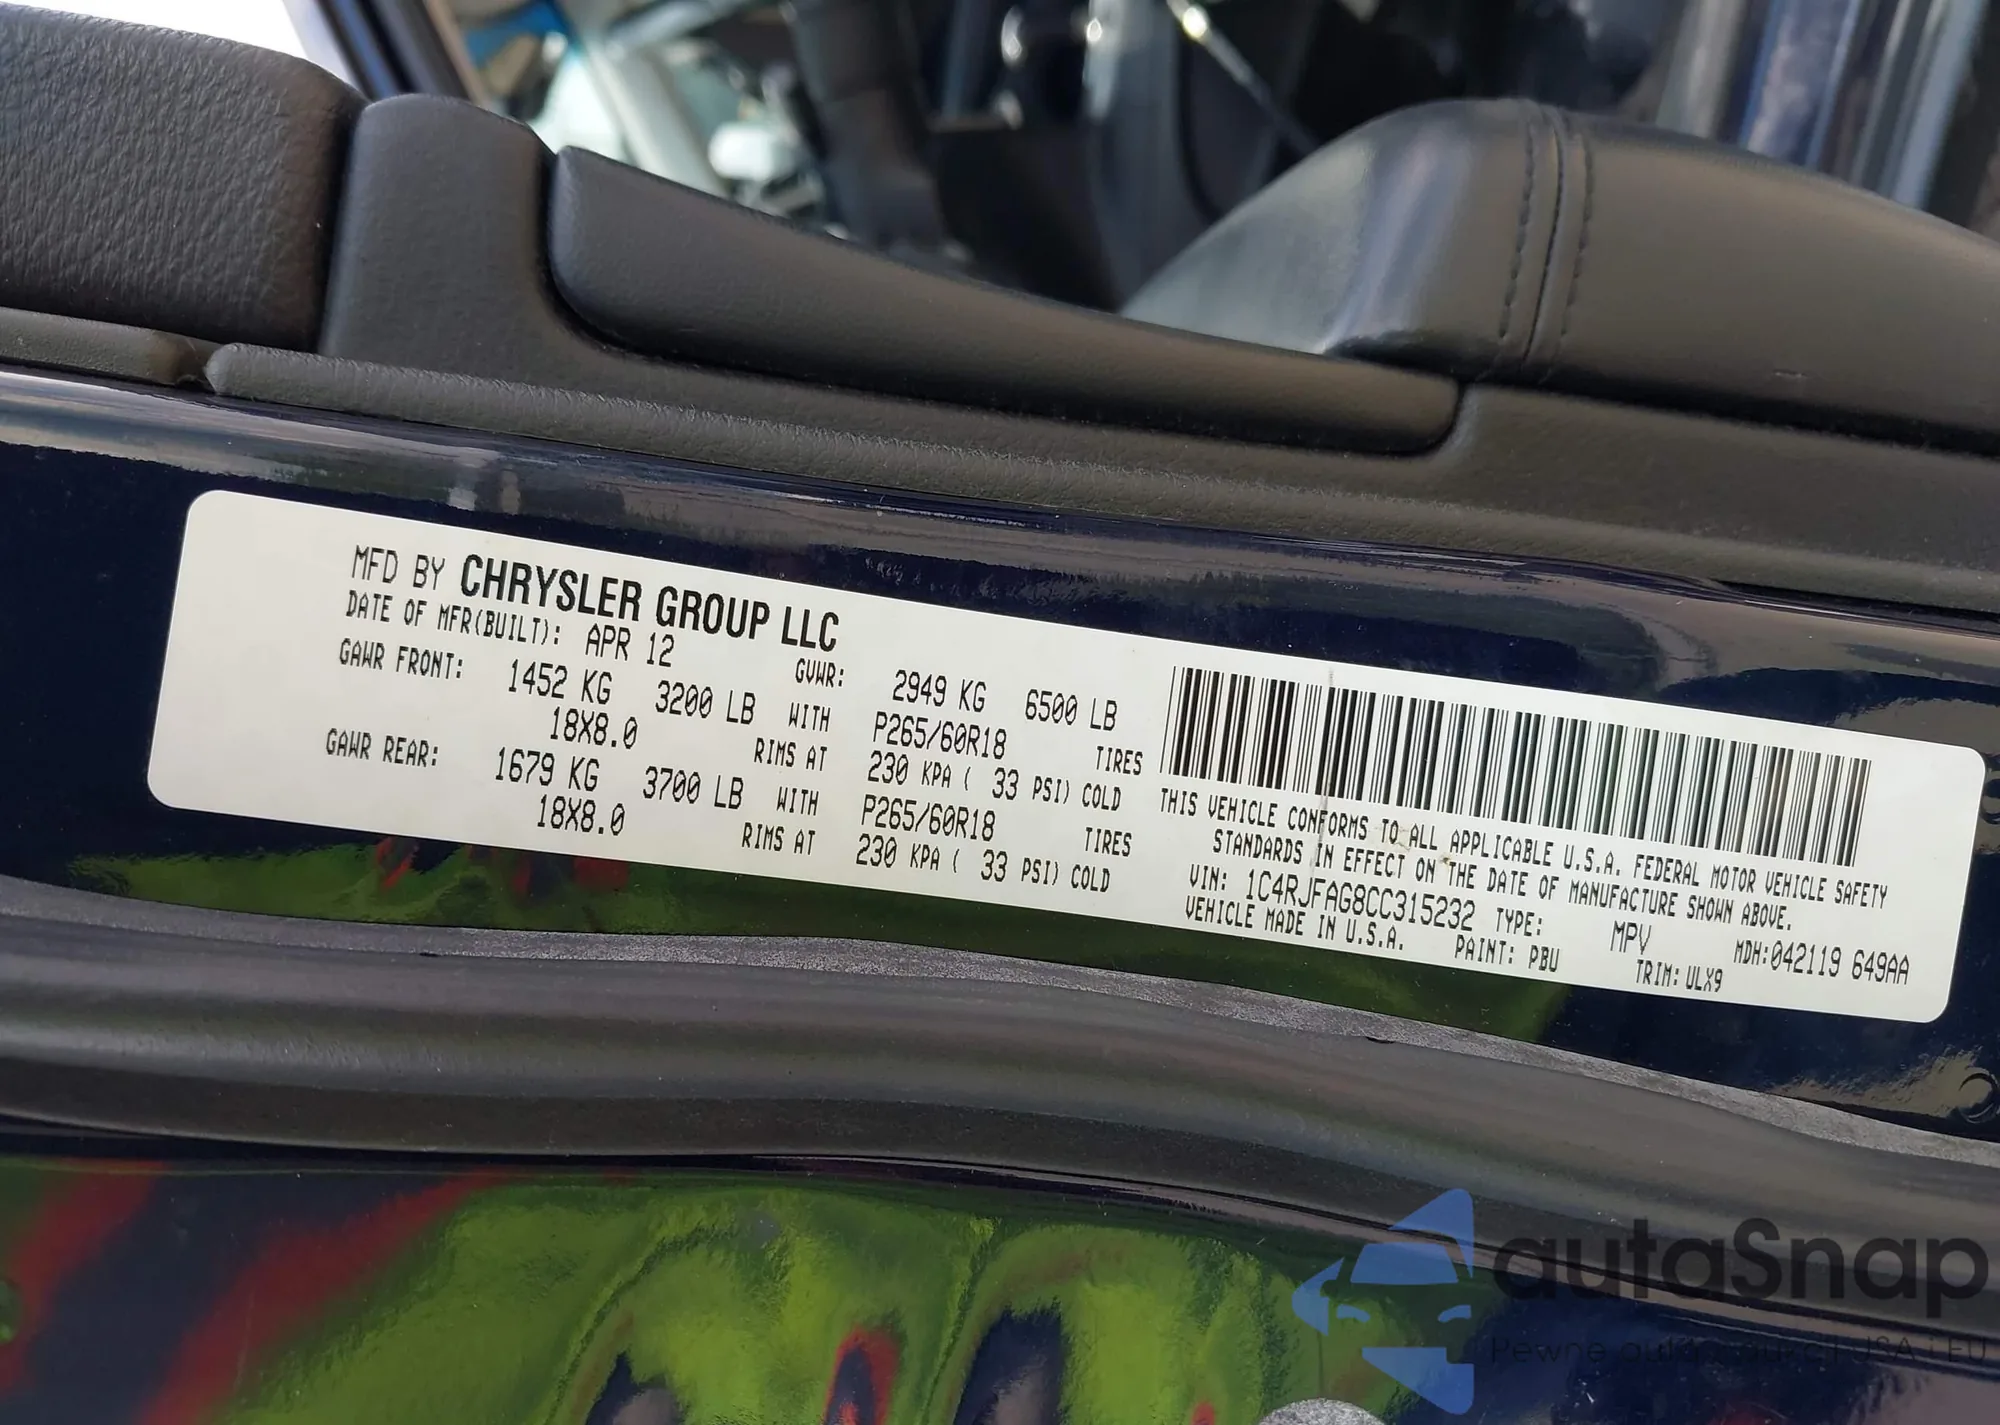 MFD BY CHRYSLER GROUP LLC
DATE OF MFR(BUILT): APR 12 GVWR: 2949 KG 6500 LB
GAWR FRONT: 1452 KG 3200 LB WITH P265/60R18 TIRES
18X8.0 RIMS AT 230 KPA ( 33 PSI) COLD
GAWR REAR: 1679 KG 3700 LB WITH P265/60R18 TIRES
18X8.0 RIMS AT 230 KPA ( 33 PSI) COLD
THIS VEHICLE CONFORMS TO ALL APPLICABLE U.S.A. FEDERAL MOTOR VEHICLE SAFETY
STANDARDS IN EFFECT ON THE DATE OF MANUFACTURE SHOWN ABOVE.
VIN: 1C4RJFAG8CC315232 TYPE: MPV MDH:042119 649AA
VEHICLE MADE IN U.S.A. PAINT: PBU TRIM: ULX9
autaSnap
Pewne auta USA i EU